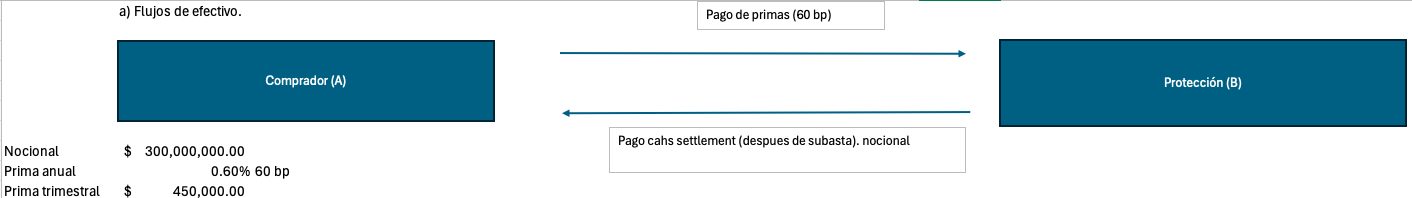 a) Flujos de efectivo.
Pago de primas (60 bp)
Comprador (A)
Protección (B)
Pago cahs settlement (despues de subasta). nocional
Nocional $ 300,000,000.00
Prima anual 0.60% 60 bp
Prima trimestral $ 450,000.00